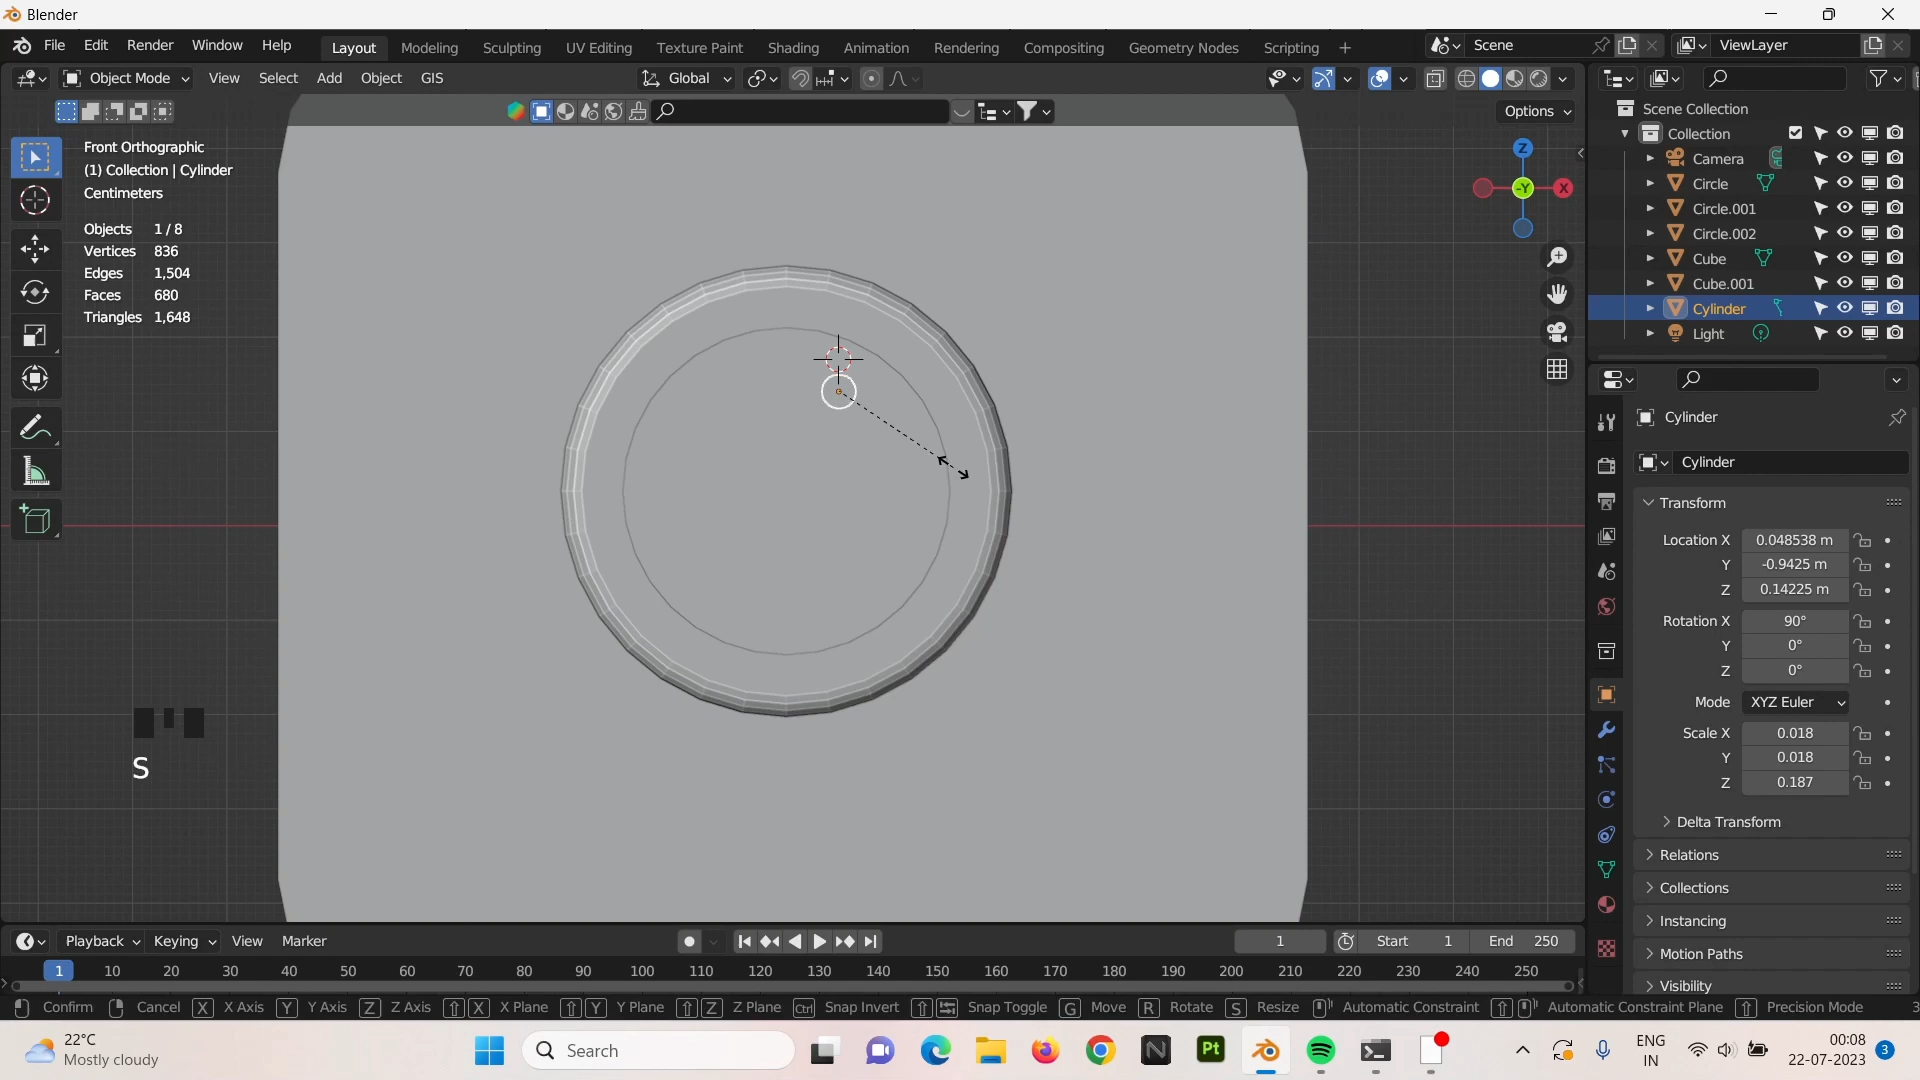 Blender
File Edit Render Window Help
Layout Modeling Sculpting UV Editing Texture Paint Shading Animation Rendering Compositing Geometry Nodes Scripting +
Scene
ViewLayer
Object Mode View Select Add Object GIS
Global
Options
Front Orthographic
(1) Collection | Cylinder
Centimeters
Objects 1/8
Vertices 836
Edges 1,504
Faces 680
Triangles 1,648
Z
-Y
X
S
Scene Collection
Collection
Camera
Circle
Circle.001
Circle.002
Cube
Cube.001
Cylinder
Light
Cylinder
Cylinder
Transform
Location X 0.048538 m
Y -0.9425 m
Z 0.14225 m
Rotation X 90°
Y 0°
Z 0°
Mode XYZ Euler
Scale X 0.018
Y 0.018
Z 0.187
Delta Transform
Relations
Collections
Instancing
Motion Paths
Visibility
Playback Keying View Marker
1 Start 1 End 250
1 10 20 30 40 50 60 70 80 90 100 110 120 130 140 150 160 170 180 190 200 210 220 230 240 250
Confirm Cancel X X Axis Y Y Axis Z Z Axis X X Plane Y Y Plane Z Z Plane Ctrl Snap Invert Snap Toggle G Move R Rotate S Resize Automatic Constraint Automatic Constraint Plane Precision Mode
22°C
Mostly cloudy
Search
Pt
ENG
IN
00:08
22-07-2023
3